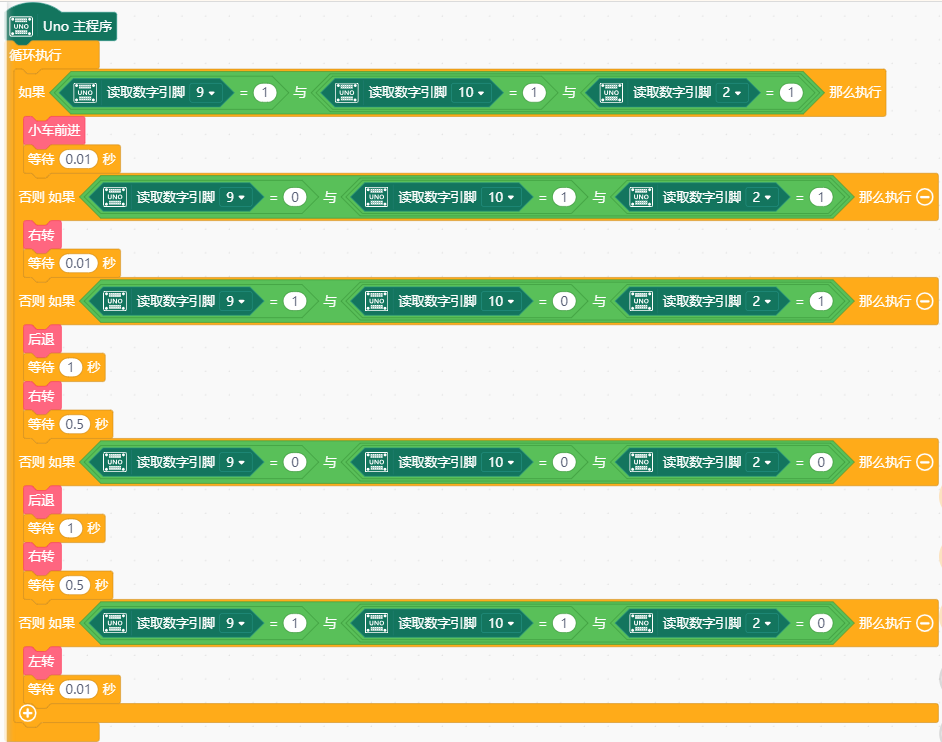 UNO Uno 主程序
循环执行
如果 UNO 读取数字引脚 9 = 1 与 UNO 读取数字引脚 10 = 1 与 UNO 读取数字引脚 2 = 1 那么执行
小车前进
等待 0.01 秒
否则 如果 UNO 读取数字引脚 9 = 0 与 UNO 读取数字引脚 10 = 1 与 UNO 读取数字引脚 2 = 1 那么执行
右转
等待 0.01 秒
否则 如果 UNO 读取数字引脚 9 = 1 与 UNO 读取数字引脚 10 = 0 与 UNO 读取数字引脚 2 = 1 那么执行
后退
等待 1 秒
右转
等待 0.5 秒
否则 如果 UNO 读取数字引脚 9 = 0 与 UNO 读取数字引脚 10 = 0 与 UNO 读取数字引脚 2 = 0 那么执行
后退
等待 1 秒
右转
等待 0.5 秒
否则 如果 UNO 读取数字引脚 9 = 1 与 UNO 读取数字引脚 10 = 1 与 UNO 读取数字引脚 2 = 0 那么执行
左转
等待 0.01 秒